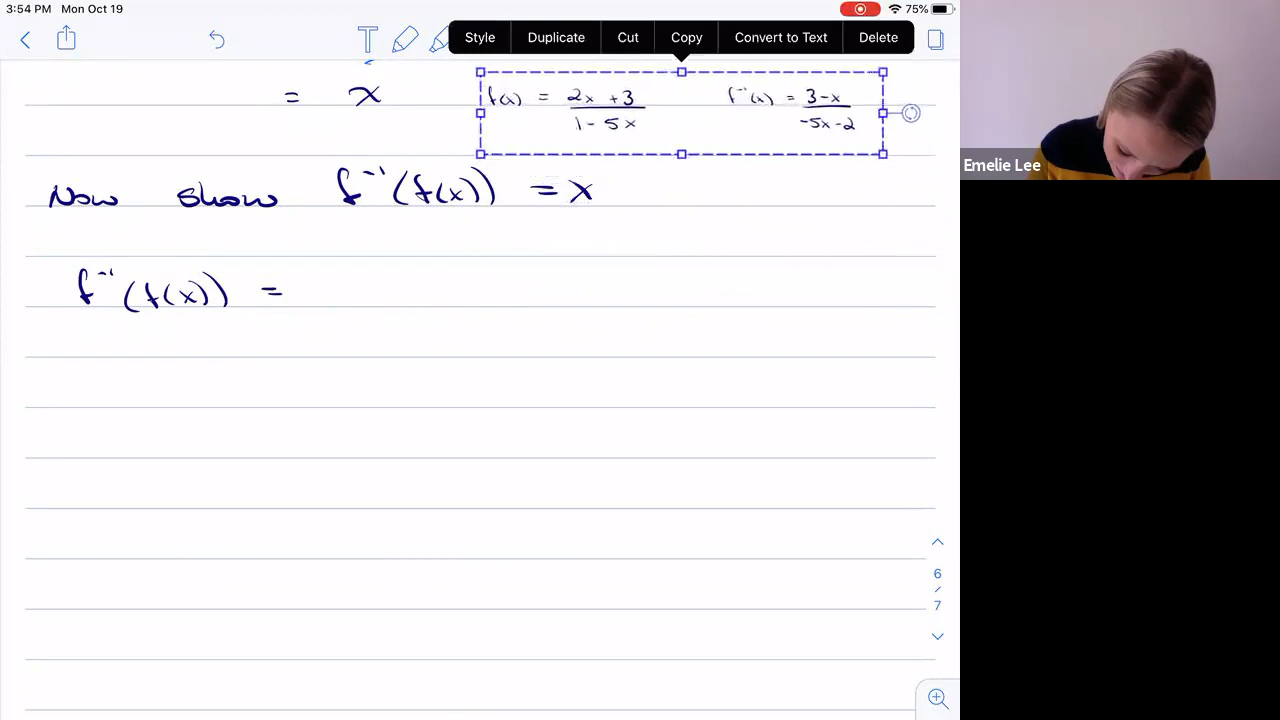 3:54 PM Mon Oct 19
75%
Style Duplicate Cut Copy Convert to Text Delete
= x
f(x) = 2x + 3 / 1 - 5x
f⁻¹(x) = 3-x / -5x-2
Emelie Lee
Now show f⁻¹(f(x)) = x
f⁻¹(f(x)) =
6
/
7